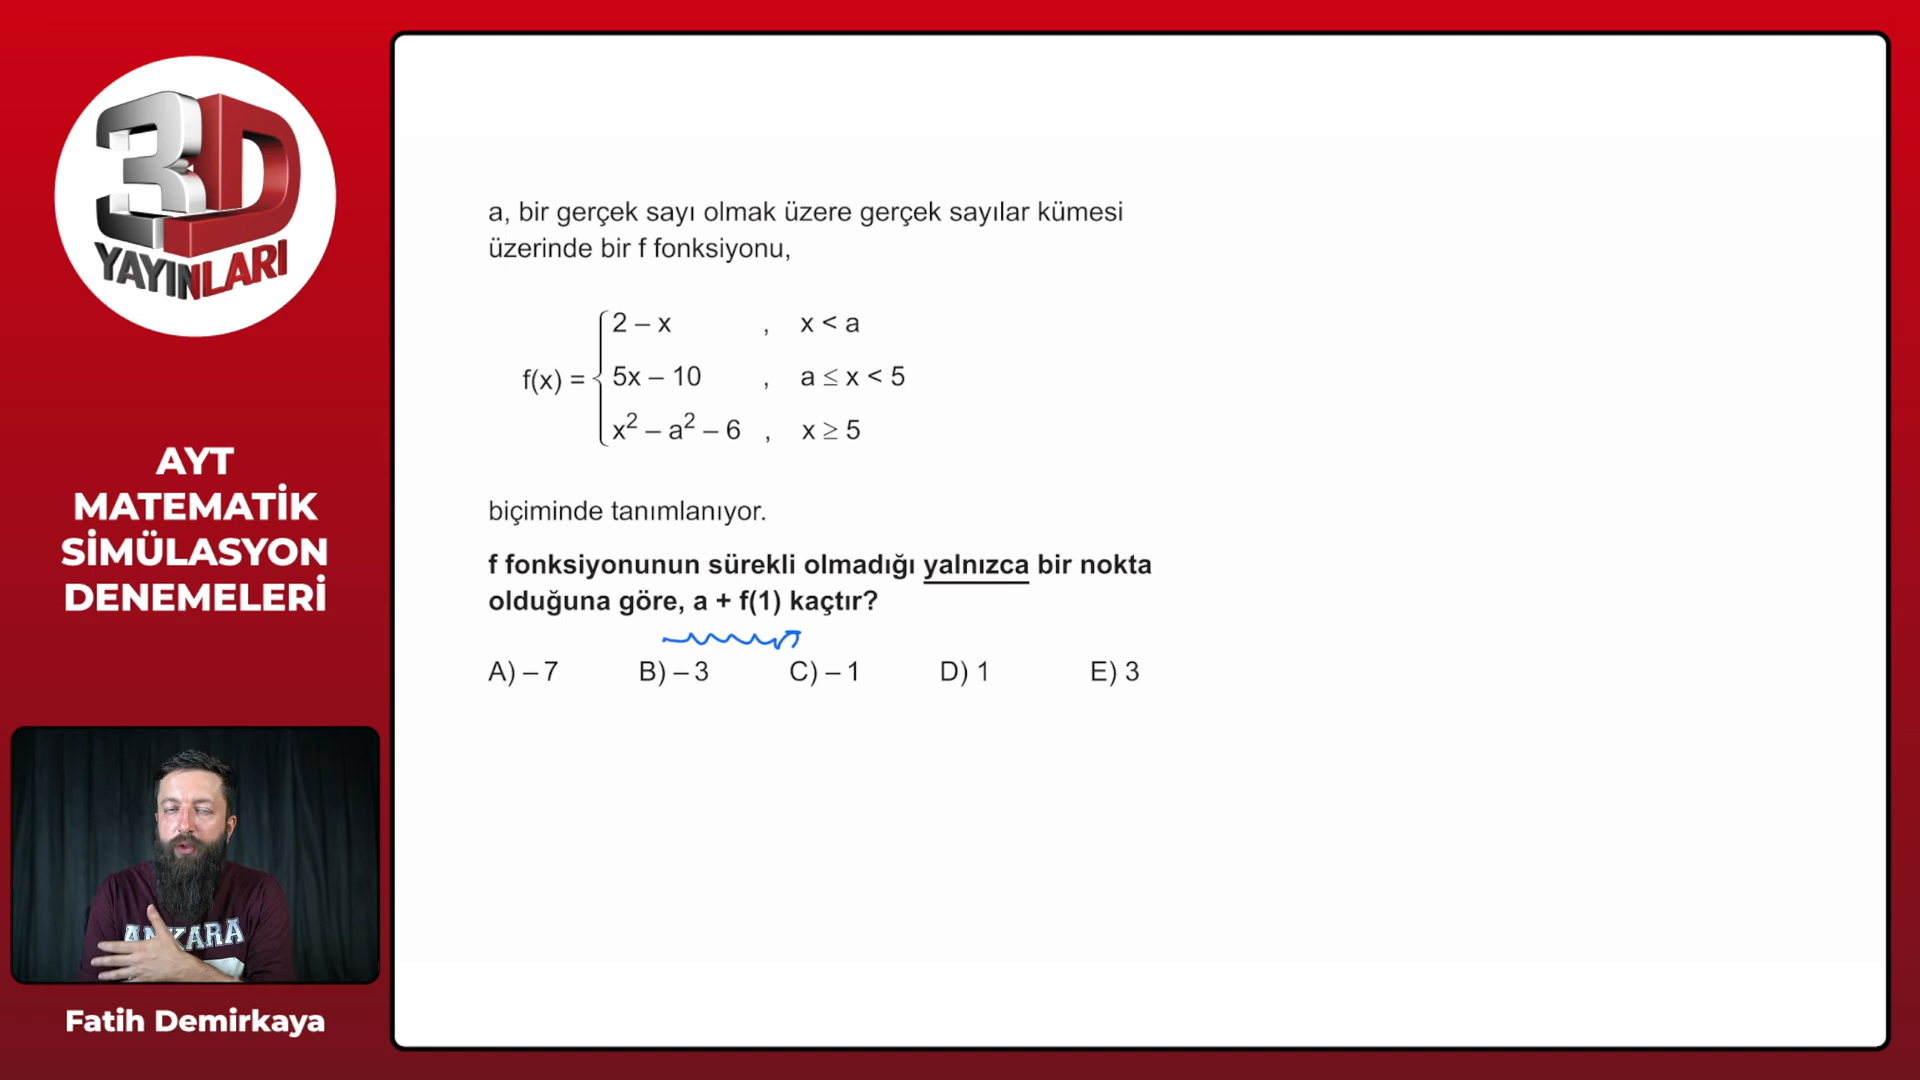 3D
YAYINLARI
AYT
MATEMATİK
SİMÜLASYON
DENEMELERİ
ANKARA
Fatih Demirkaya
a, bir gerçek sayı olmak üzere gerçek sayılar kümesi
üzerinde bir f fonksiyonu,
2 – x , x < a
f(x) = 5x – 10 , a ≤ x < 5
x² – a² – 6 , x ≥ 5
biçiminde tanımlanıyor.
f fonksiyonunun sürekli olmadığı yalnızca bir nokta
olduğuna göre, a + f(1) kaçtır?
A) – 7 B) – 3 C) – 1 D) 1 E) 3